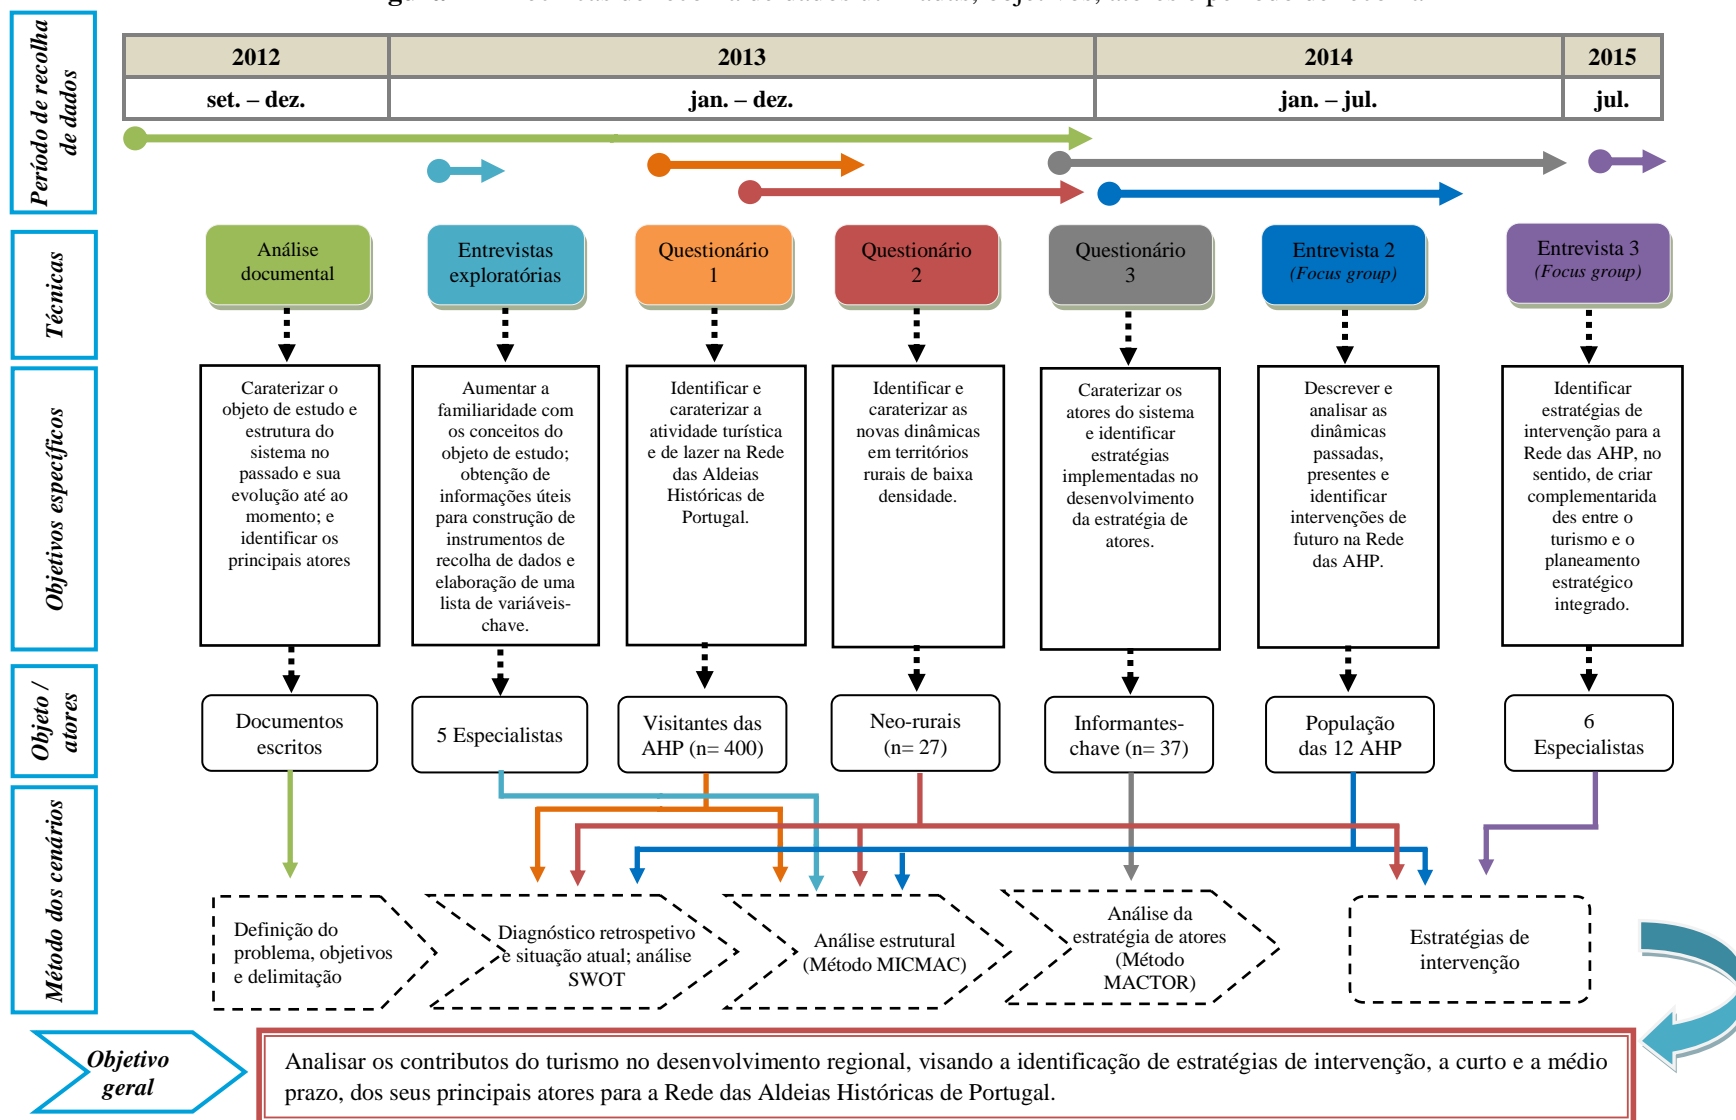 Período de recolha
de dados
2012
2013
2014
2015
set. – dez.
jan. – dez.
jan. – jul.
jul.
Técnicas
Análise
documental
Entrevistas
exploratórias
Questionário
1
Questionário
2
Questionário
3
Entrevista 2
(Focus group)
Entrevista 3
(Focus group)
Objetivos específicos
Caraterizar o
objeto de estudo e
estrutura do
sistema no
passado e sua
evolução até ao
momento; e
identificar os
principais atores
Aumentar a
familiaridade com
os conceitos do
objeto de estudo;
obtenção de
informações úteis
para construção de
instrumentos de
recolha de dados e
elaboração de uma
lista de variáveis-
chave.
Identificar e
caraterizar a
atividade turística
e de lazer na Rede
das Aldeias
Históricas de
Portugal.
Identificar e
caraterizar as
novas dinâmicas
em territórios
rurais de baixa
densidade.
Caraterizar os
atores do sistema
e identificar
estratégias
implementadas no
desenvolvimento
da estratégia de
atores.
Descrever e
analisar as
dinâmicas
passadas,
presentes e
identificar
intervenções de
futuro na Rede
das AHP.
Identificar
estratégias de
intervenção para a
Rede das AHP, no
sentido, de criar
complementarida
des entre o
turismo e o
planeamento
estratégico
integrado.
Objeto /
atores
Documentos
escritos
5 Especialistas
Visitantes das
AHP (n= 400)
Neo-rurais
(n= 27)
Informantes-
chave (n= 37)
População
das 12 AHP
6
Especialistas
Método dos cenários
Definição do
problema, objetivos
e delimitação
Diagnóstico retrospetivo
e situação atual; análise
SWOT
Análise estrutural
(Método MICMAC)
Análise da
estratégia de atores
(Método
MACTOR)
Estratégias de
intervenção
Objetivo
geral
Analisar os contributos do turismo no desenvolvimento regional, visando a identificação de estratégias de intervenção, a curto e a médio
prazo, dos seus principais atores para a Rede das Aldeias Históricas de Portugal.